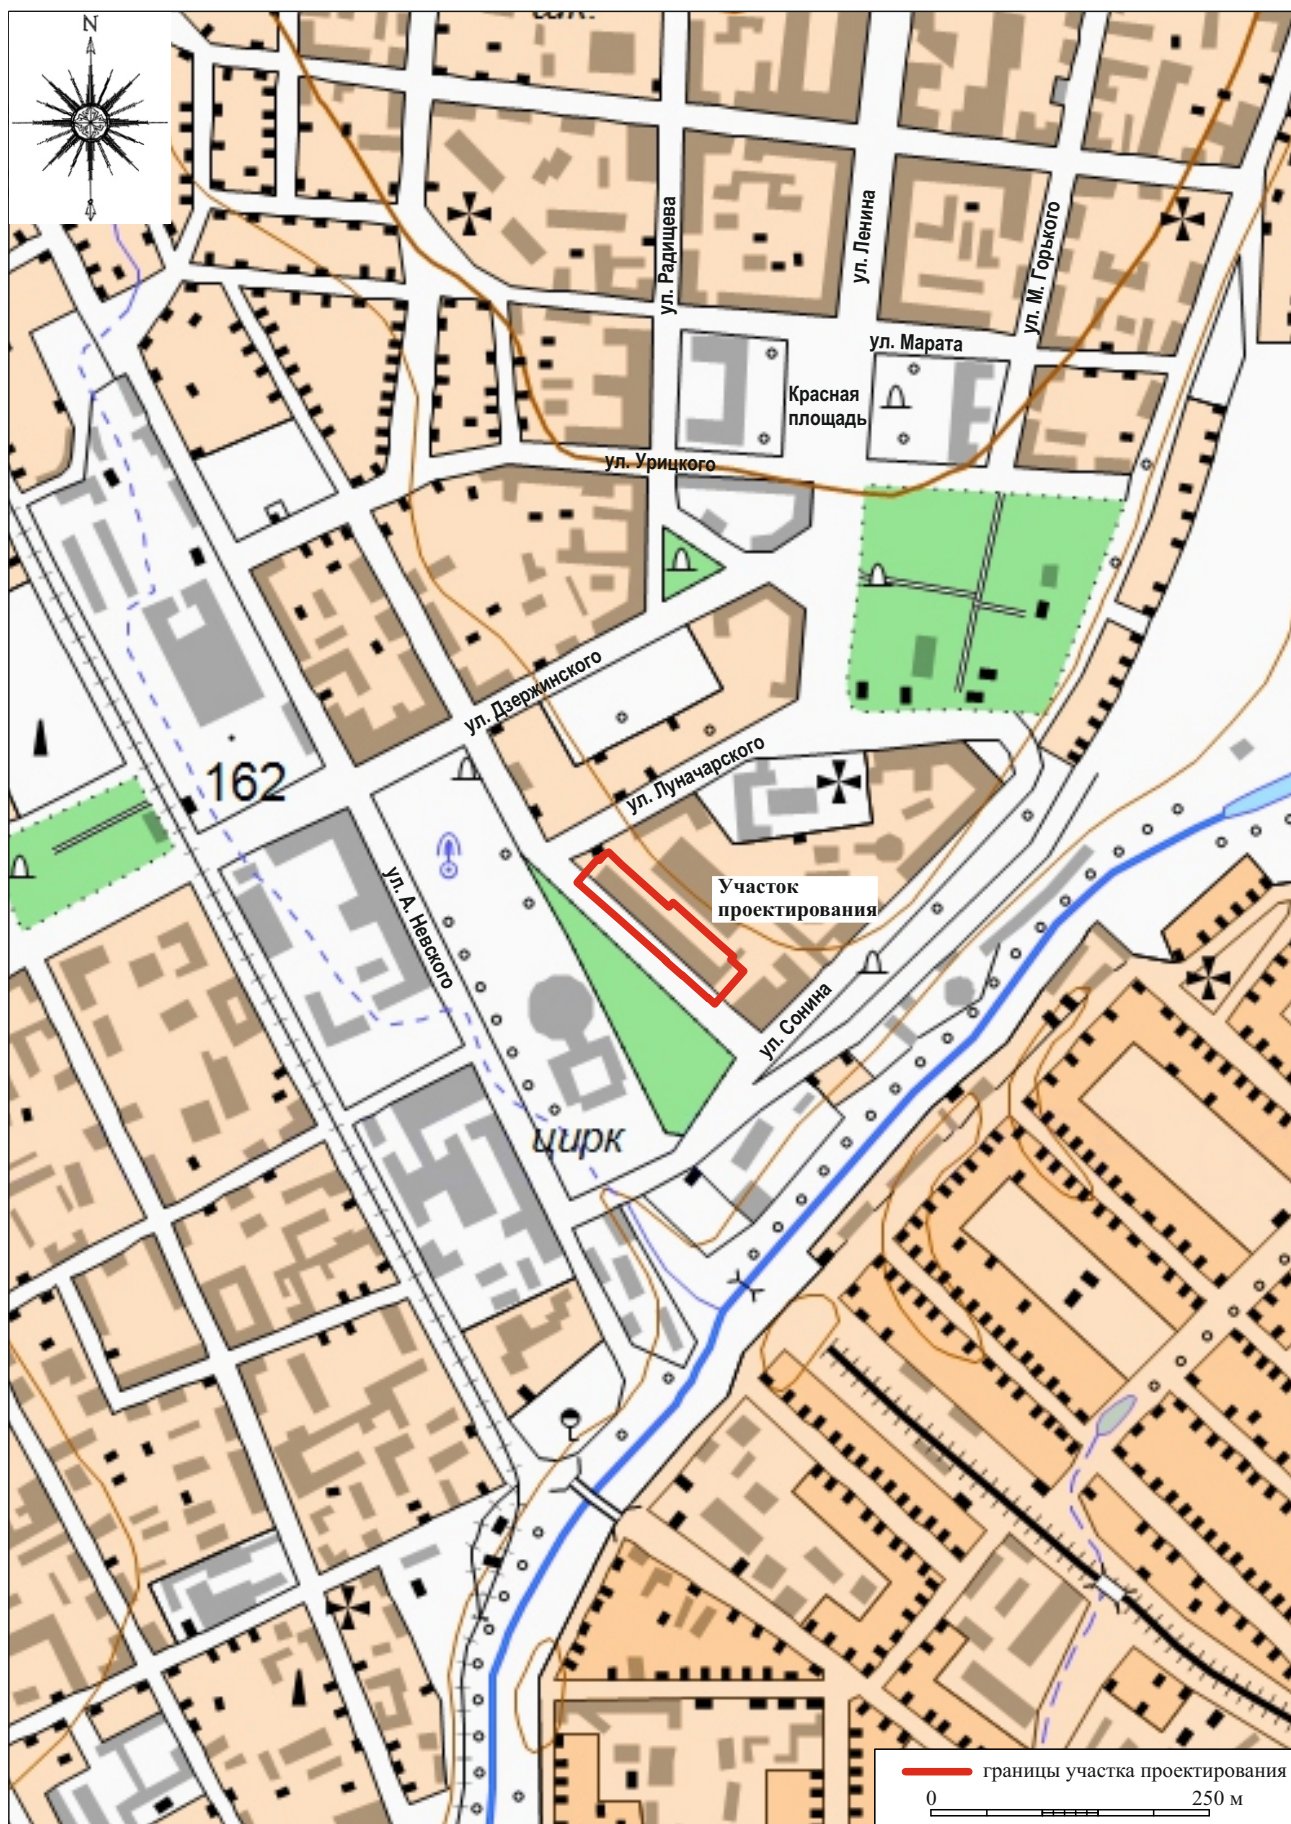 N
ул. Радищева
ул. Ленина
ул. М. Горького
ул. Марата
Красная
площадь
ул. Урицкого
ул. Дзержинского
162
ул. Луначарского
ул. А. Невского
Участок
проектирования
ул. Сонина
цирк
границы участка проектирования
0 250 м